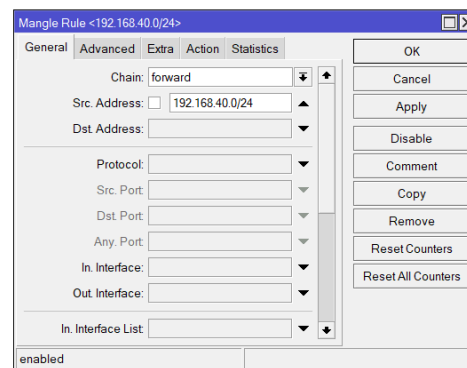 Mangle Rule <192.168.40.0/24>
General Advanced Extra Action Statistics
Chain: forward
Src. Address: 192.168.40.0/24
Dst. Address:
Protocol:
Src. Port:
Dst. Port:
Any. Port:
In. Interface:
Out. Interface:
In. Interface List:
OK
Cancel
Apply
Disable
Comment
Copy
Remove
Reset Counters
Reset All Counters
enabled